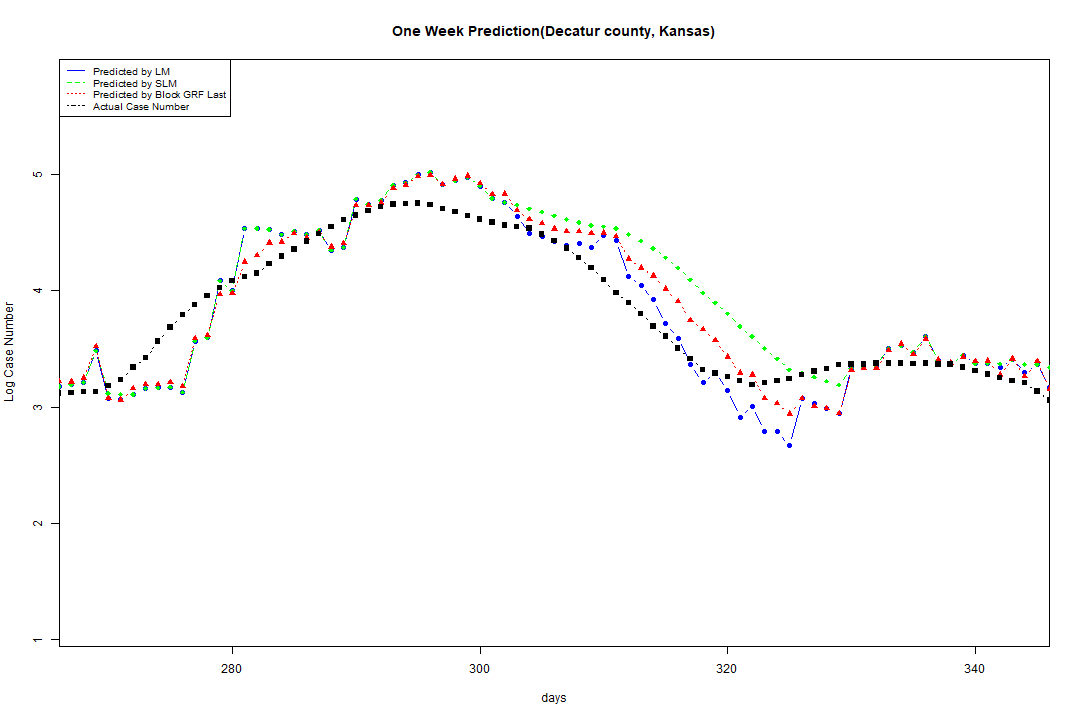 One Week Prediction(Decatur county, Kansas)
Predicted by LM
Predicted by SLM
Predicted by Block GRF Last
Actual Case Number
Log Case Number
5
4
3
2
1
280 300 320 340
days